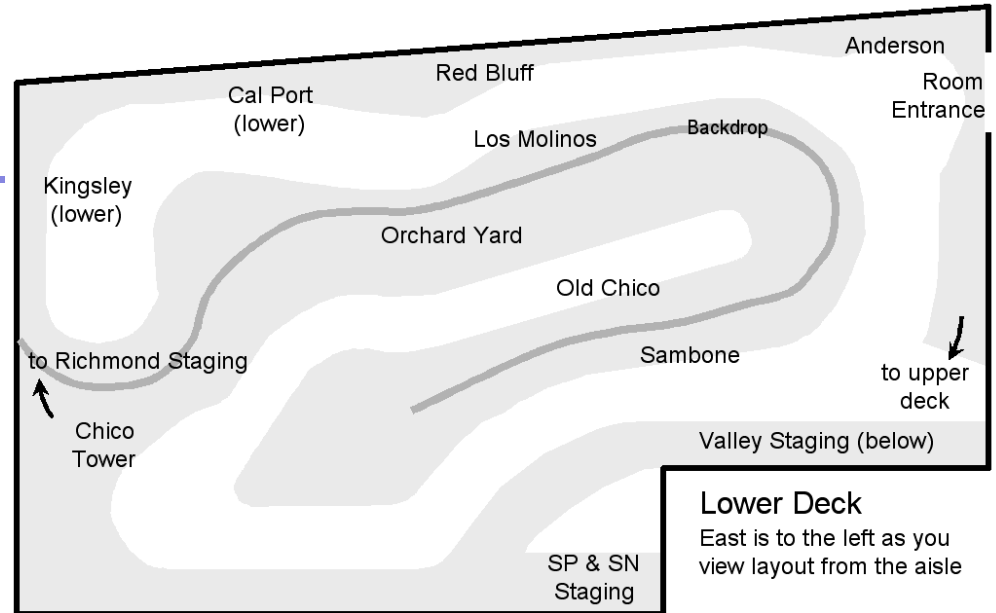 Anderson
Red Bluff
Room
Entrance
Cal Port
(lower)
Backdrop
Los Molinos
Kingsley
(lower)
Orchard Yard
Old Chico
Sambone
to Richmond Staging
to upper
deck
Chico
Tower
Valley Staging (below)
Lower Deck
East is to the left as you
view layout from the aisle
SP & SN
Staging